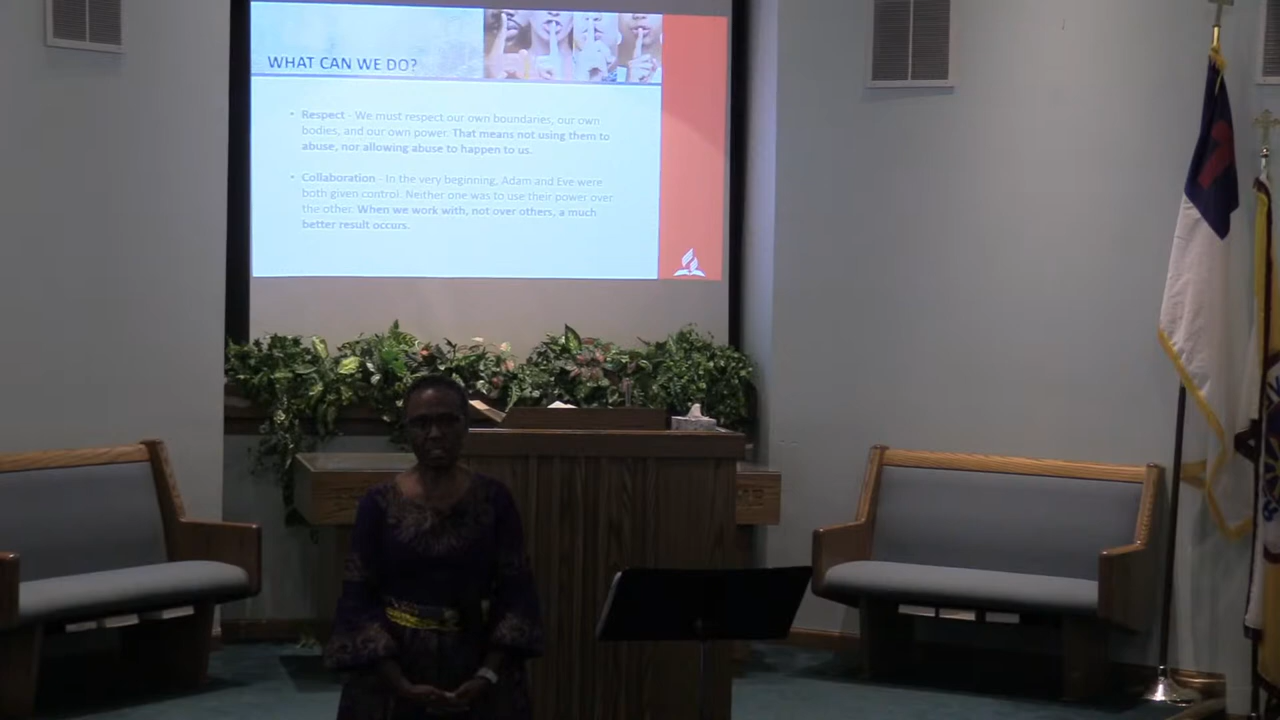 WHAT CAN WE DO?
• Respect - We must respect our own boundaries, our own
bodies, and our own power. That means not using them to
abuse, nor allowing abuse to happen to us.
• Collaboration - In the very beginning, Adam and Eve were
both given control. Neither one was to use their power over
the other. When we work with, not over others, a much
better result occurs.